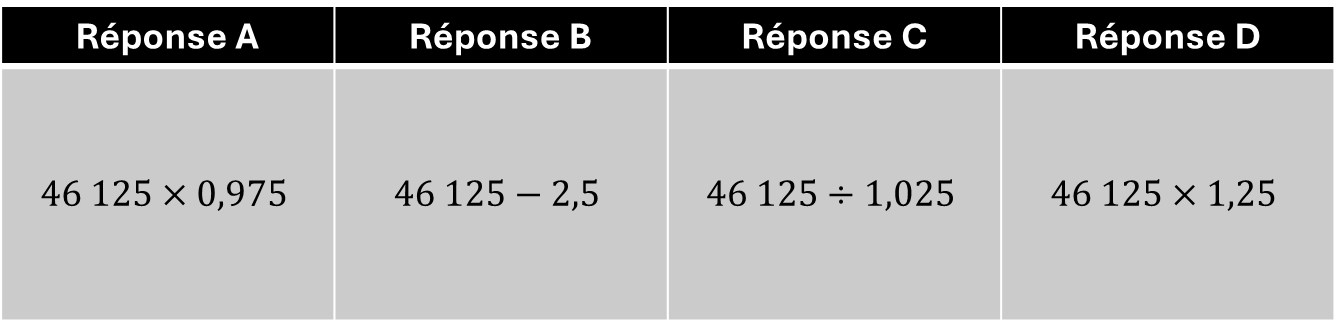 Réponse A Réponse B Réponse C Réponse D
46 125 × 0,975 46 125 − 2,5 46 125 ÷ 1,025 46 125 × 1,25